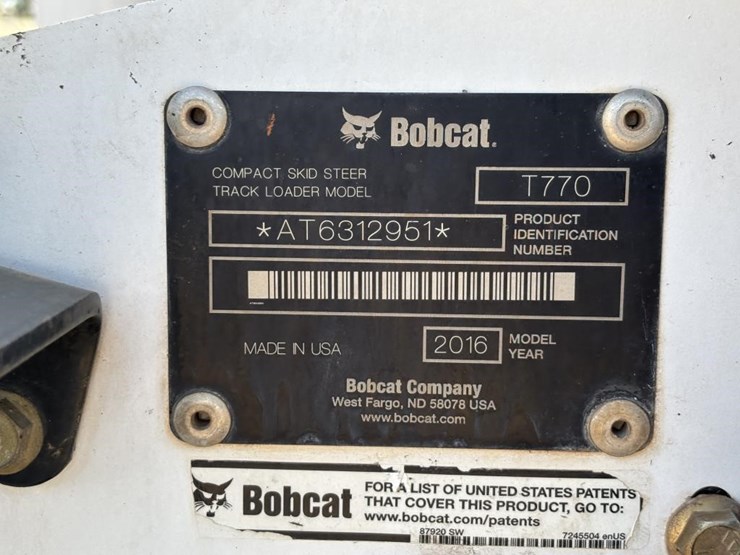 Bobcat.
COMPACT SKID STEER
TRACK LOADER MODEL
T770
*AT6312951*
PRODUCT
IDENTIFICATION
NUMBER
MADE IN USA
2016
MODEL
YEAR
Bobcat Company
West Fargo, ND 58078 USA
www.bobcat.com
Bobcat
FOR A LIST OF UNITED STATES PATENTS
THAT COVER THIS PRODUCT, GO TO:
www.bobcat.com/patents
87920 SW
7245504 enUS